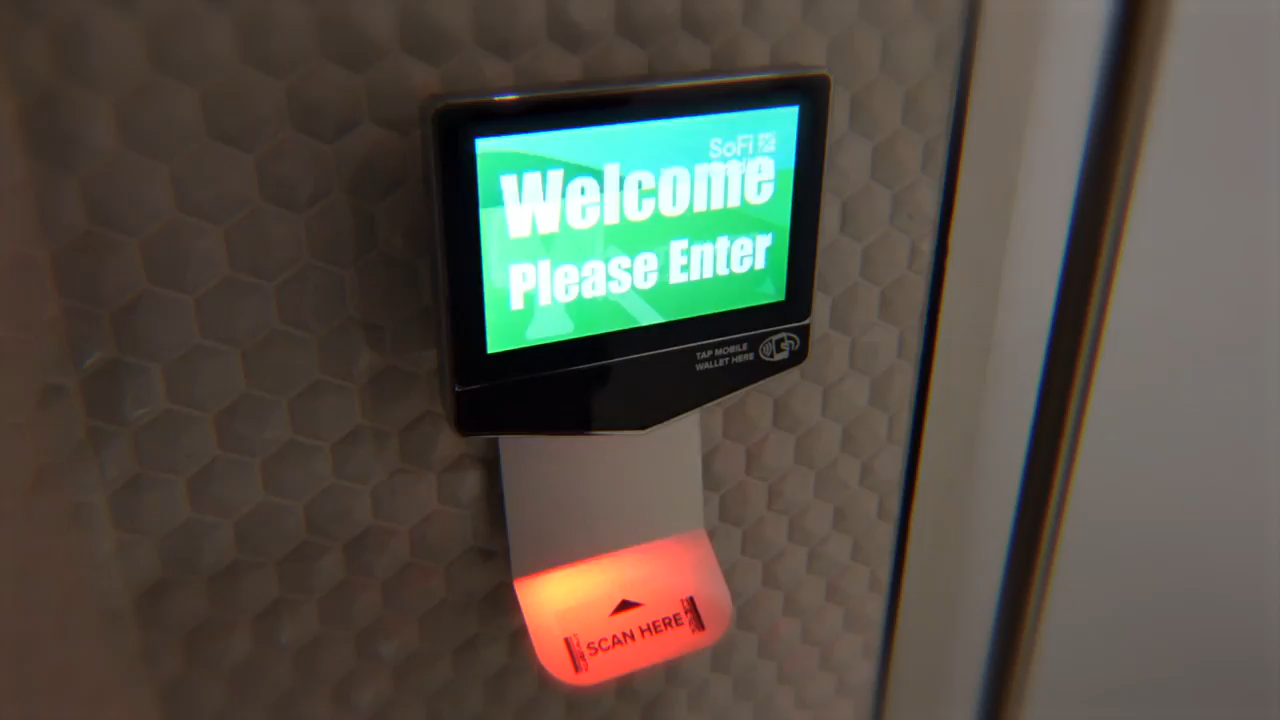 SoFi
Welcome
Please Enter
TAP MOBILE
WALLET HERE
SCAN HERE